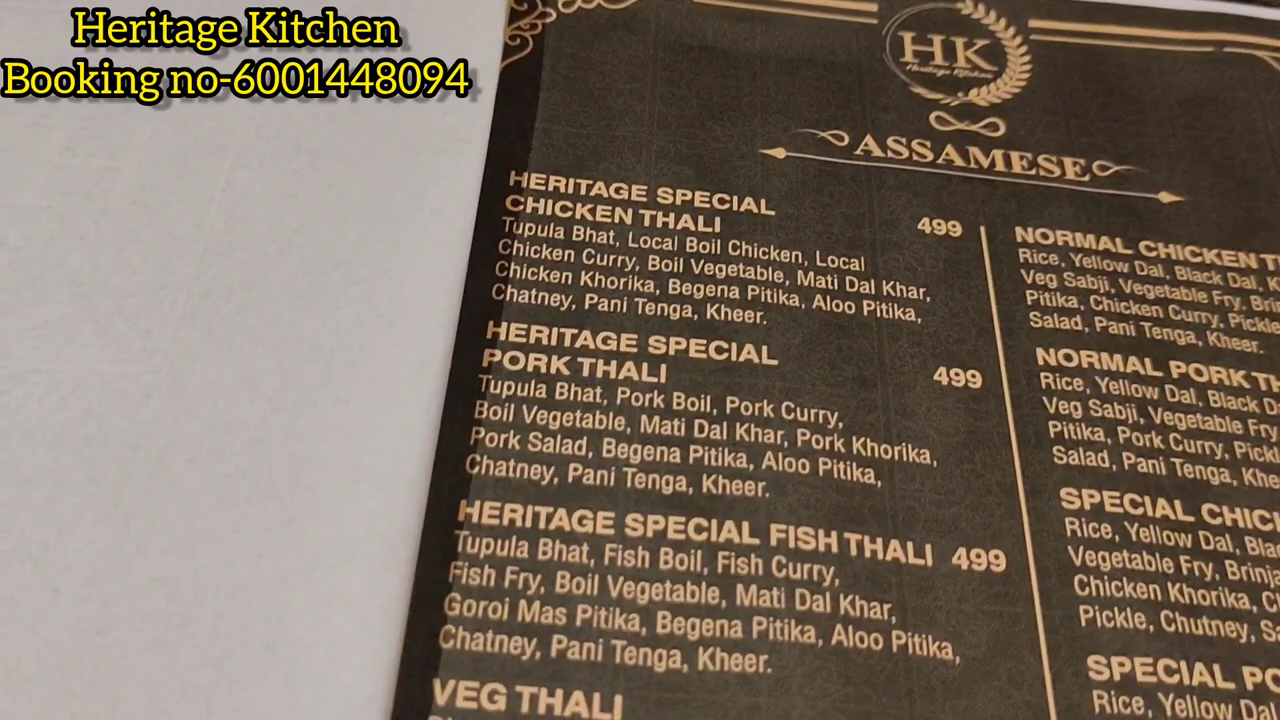 Heritage Kitchen
Booking no-6001448094
HK
Heritage Kitchen
ASSAMESE
HERITAGE SPECIAL
CHICKEN THALI 499
Tupula Bhat, Local Boil Chicken, Local
Chicken Curry, Boil Vegetable, Mati Dal Khar,
Chicken Khorika, Begena Pitika, Aloo Pitika,
Chatney, Pani Tenga, Kheer.
HERITAGE SPECIAL
PORK THALI 499
Tupula Bhat, Pork Boil, Pork Curry,
Boil Vegetable, Mati Dal Khar, Pork Khorika,
Pork Salad, Begena Pitika, Aloo Pitika,
Chatney, Pani Tenga, Kheer.
HERITAGE SPECIAL FISH THALI 499
Tupula Bhat, Fish Boil, Fish Curry,
Fish Fry, Boil Vegetable, Mati Dal Khar,
Goroi Mas Pitika, Begena Pitika, Aloo Pitika,
Chatney, Pani Tenga, Kheer.
VEG THALI
NORMAL CHICKEN
Rice, Yellow Dal, Black Dal,
Veg Sabji, Vegetable Fry,
Pitika, Chicken Curry, Pickle
Salad, Pani Tenga, Kheer.
NORMAL PORK
Rice, Yellow Dal, Black
Veg Sabji, Vegetable Fry
Pitika, Pork Curry,
Salad, Pani Tenga,
SPECIAL
Rice, Yellow Dal,
Vegetable Fry,
Chicken Khorika,
Pickle, Chutney,
SPECIAL
Rice, Yellow Dal